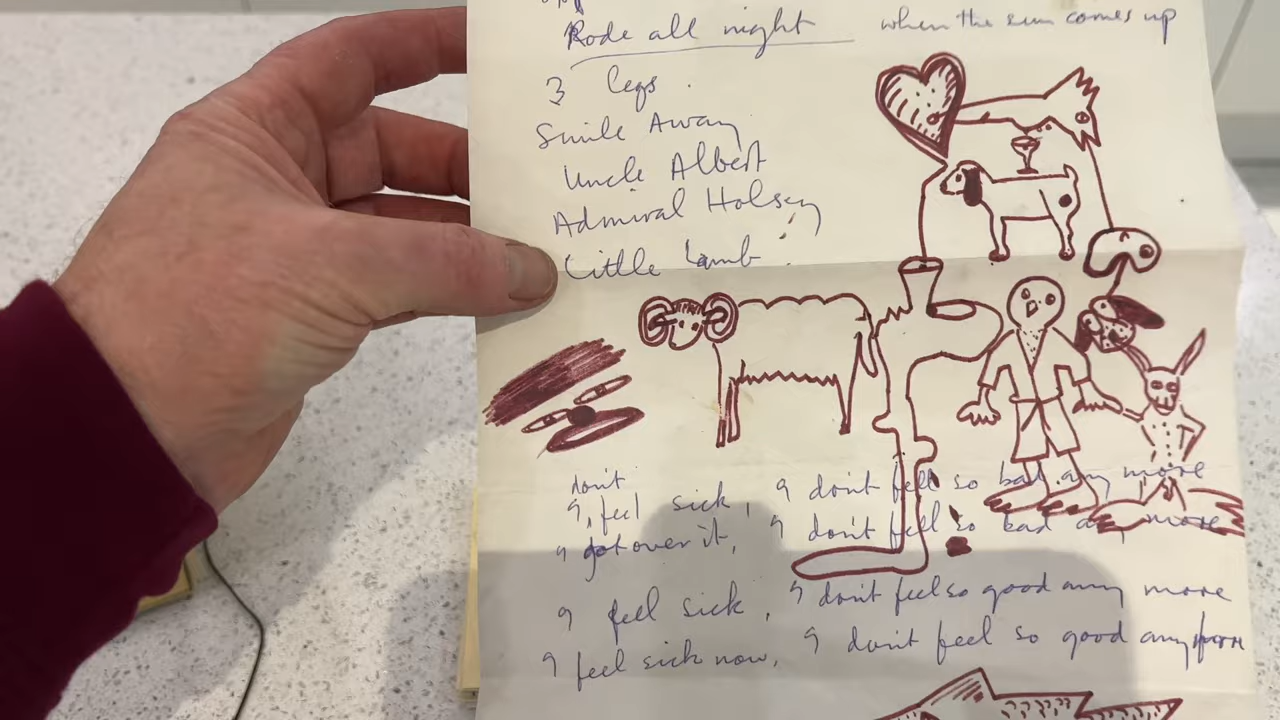 Rode all night when the sun comes up
3 legs.
Smile Away
Uncle Albert
Admiral Halsey
Little Lamb.
don't
I, feel sick, I don't feel so bad any more
I got over it, I don't feel so bad any more
I feel sick, I don't feel so good any more
I feel sick now, I don't feel so good any more